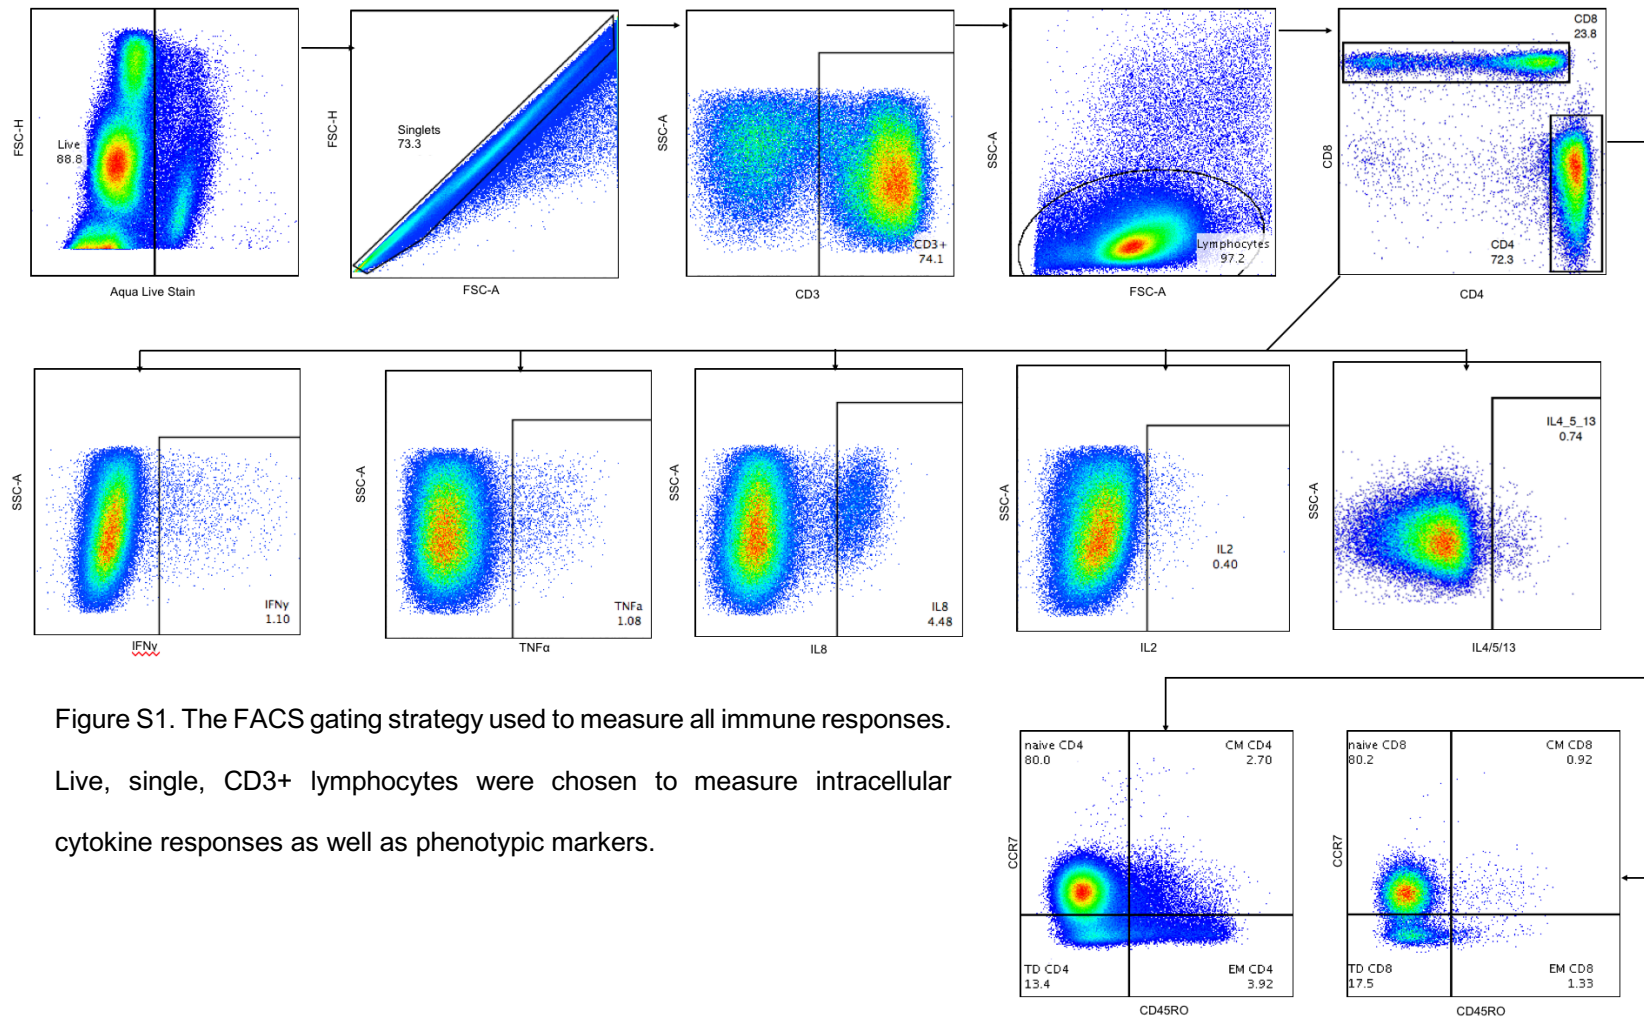 FSC-H
Live
88.8
Aqua Live Stain
FSC-H
Singlets
73.3
FSC-A
SSC-A
CD3+
74.1
CD3
SSC-A
Lymphocytes
97.2
FSC-A
CD8
CD8
23.8
CD4
72.3
CD4
SSC-A
IFNγ
1.10
IFNγ
SSC-A
TNFa
1.08
TNFα
SSC-A
IL8
4.48
IL8
SSC-A
IL2
0.40
IL2
SSC-A
IL4_5_13
0.74
IL4/5/13
Figure S1. The FACS gating strategy used to measure all immune responses.
Live, single, CD3+ lymphocytes were chosen to measure intracellular
cytokine responses as well as phenotypic markers.
CCR7
naive CD4
80.0
CM CD4
2.70
TD CD4
13.4
EM CD4
3.92
CD45RO
CCR7
naive CD8
80.2
CM CD8
0.92
TD CD8
17.5
EM CD8
1.33
CD45RO